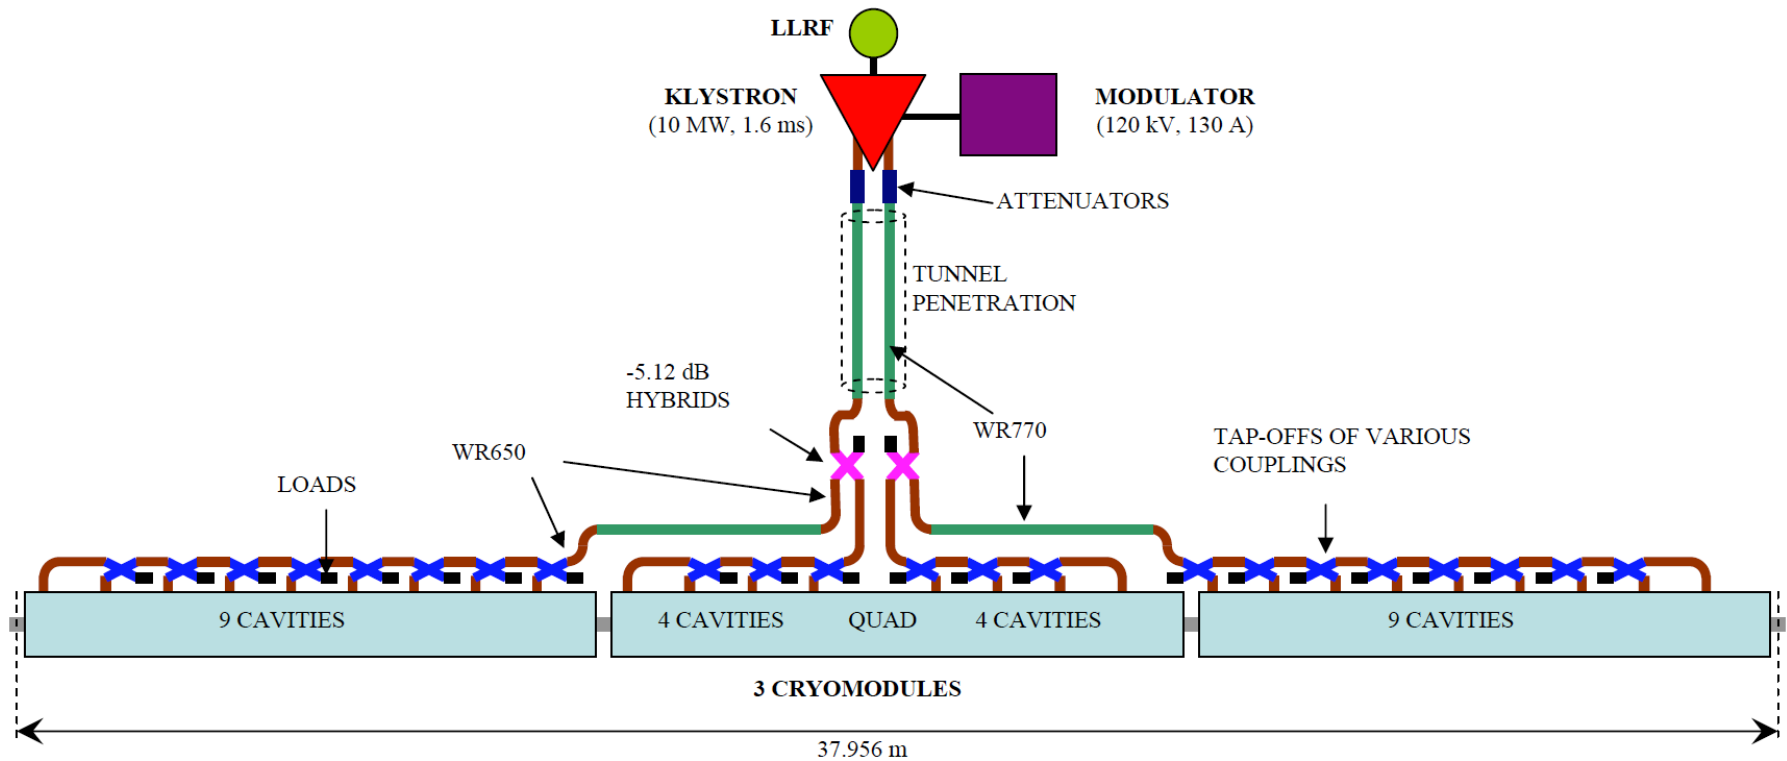 LLRF
KLYSTRON
(10 MW, 1.6 ms)
MODULATOR
(120 kV, 130 A)
ATTENUATORS
TUNNEL
PENETRATION
-5.12 dB
HYBRIDS
WR770
TAP-OFFS OF VARIOUS
COUPLINGS
WR650
LOADS
9 CAVITIES
4 CAVITIES
QUAD
4 CAVITIES
9 CAVITIES
3 CRYOMODULES
37.956 m